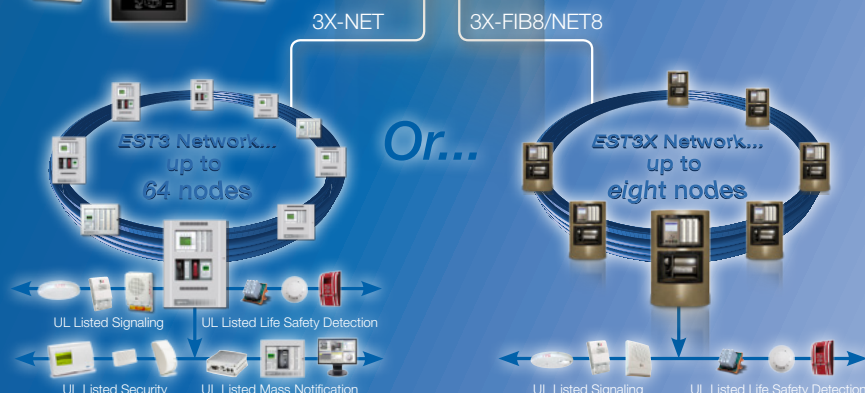 3X-NET
3X-FIB8/NET8
EST3 Network...
up to
64 nodes
Or...
EST3X Network...
up to
eight nodes
UL Listed Signaling
UL Listed Life Safety Detection
UL Listed Security
UL Listed Mass Notification
UL Listed Signaling
UL Listed Life Safety Detection